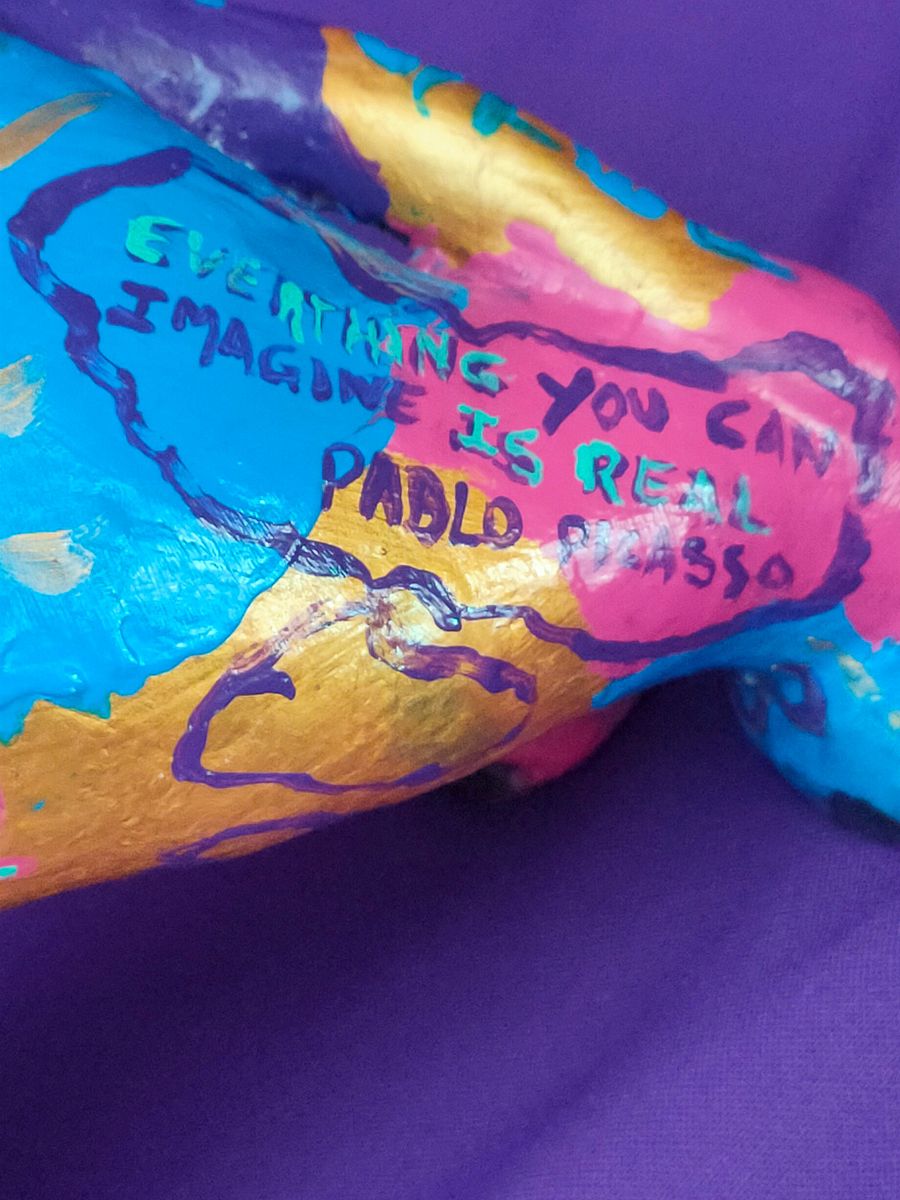 EVERTHING YOU CAN
IMAGINE IS REAL
PABLO PICASSO